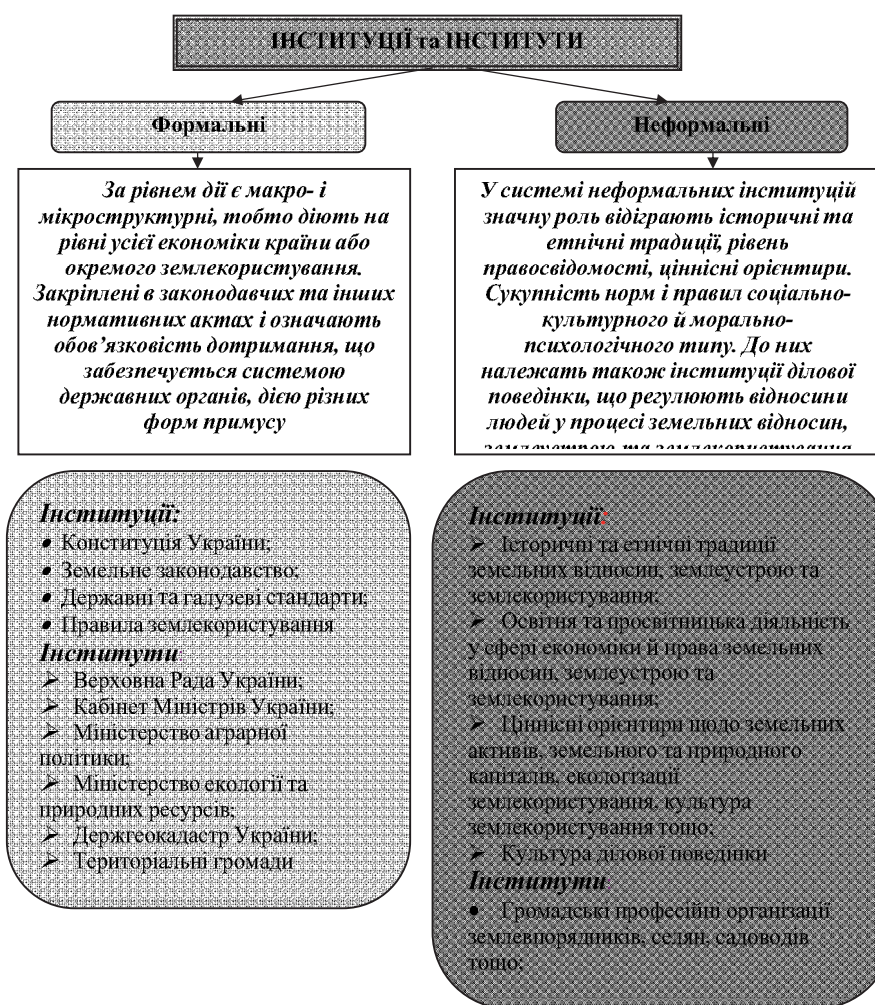 ІНСТИТУЦІЇ та ІНСТИТУТИ
Формальні
Неформальні
За рівнем дії є макро- і
мікроструктурні, тобто діють на
рівні усієї економіки країни або
окремого землекористування.
Закріплені в законодавчих та інших
нормативних актах і означають
обов’язковість дотримання, що
забезпечується системою
державних органів, дією різних
форм примусу
У системі неформальних інституцій
значну роль відіграють історичні та
етнічні традиції, рівень
правосвідомості, ціннісні орієнтири.
Сукупність норм і правил соціально-
культурного й морально-
психологічного типу. До них
належать також інституції ділової
поведінки, що регулюють відносини
людей у процесі земельних відносин,
землеустрою та землекористування
Інституції:
• Конституція України;
• Земельне законодавство;
• Державні та галузеві стандарти;
• Правила землекористування
Інститути:
➢ Верховна Рада України;
➢ Кабінет Міністрів України;
➢ Міністерство аграрної
політики;
➢ Міністерство екології та
природних ресурсів;
➢ Держгеокадастр України;
➢ Територіальні громади
Інституції:
➢ Історичні та етнічні традиції
земельних відносин, землеустрою та
землекористування;
➢ Освітня та просвітницька діяльність
у сфері економіки й права земельних
відносин, землеустрою та
землекористування;
➢ Ціннісні орієнтири щодо земельних
активів, земельного та природного
капіталів, екологізації
землекористування, культура
землекористування тощо;
➢ Культура ділової поведінки
Інститути:
• Громадські професійні організації
землевпорядників, селян, садоводів
тощо;